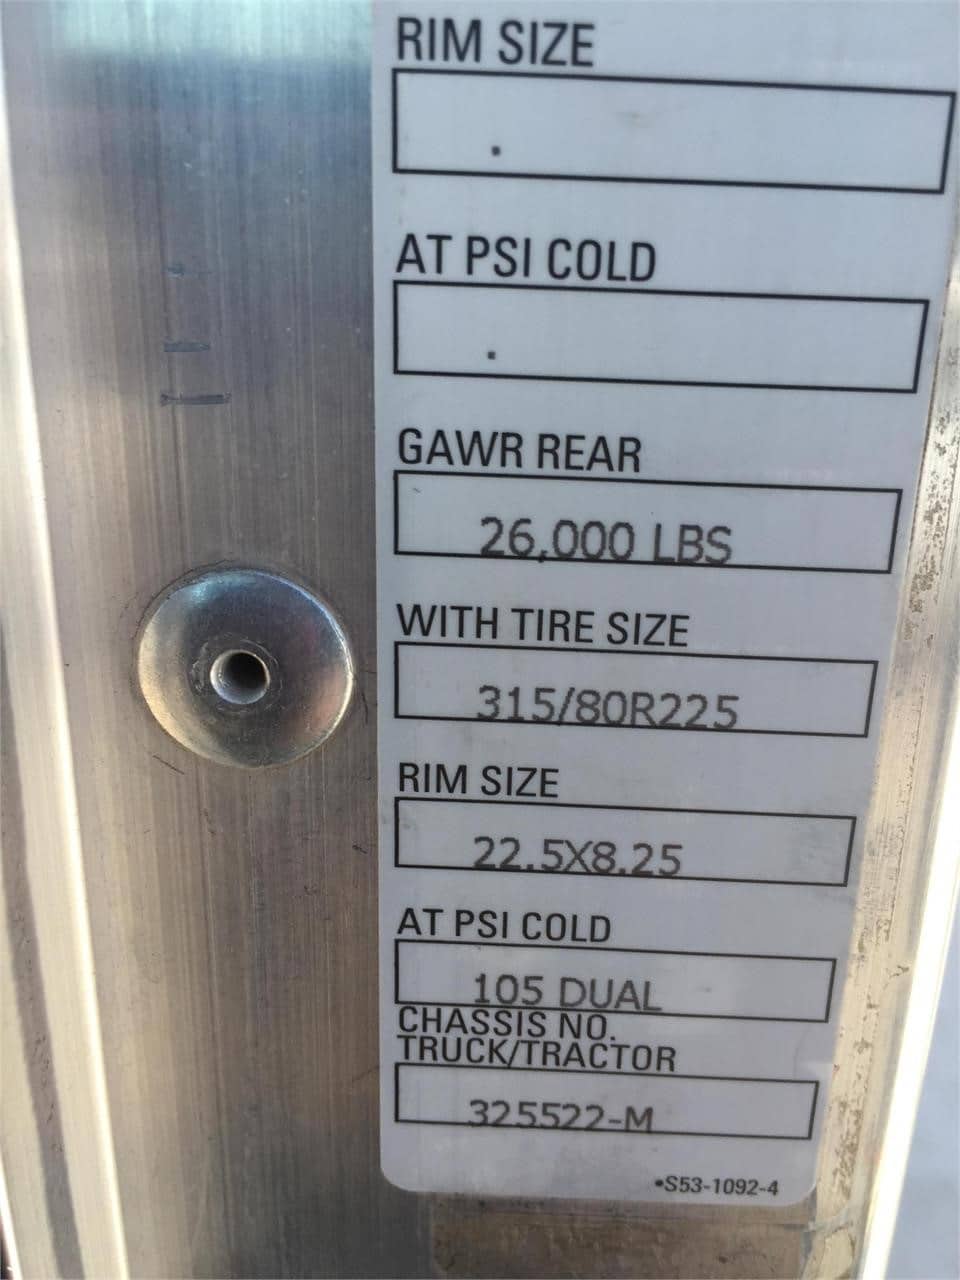 RIM SIZE
.
AT PSI COLD
.
GAWR REAR
26,000 LBS
WITH TIRE SIZE
315/80R225
RIM SIZE
22.5X8.25
AT PSI COLD
105 DUAL
CHASSIS NO.
TRUCK/TRACTOR
325522-M
•S53-1092-4